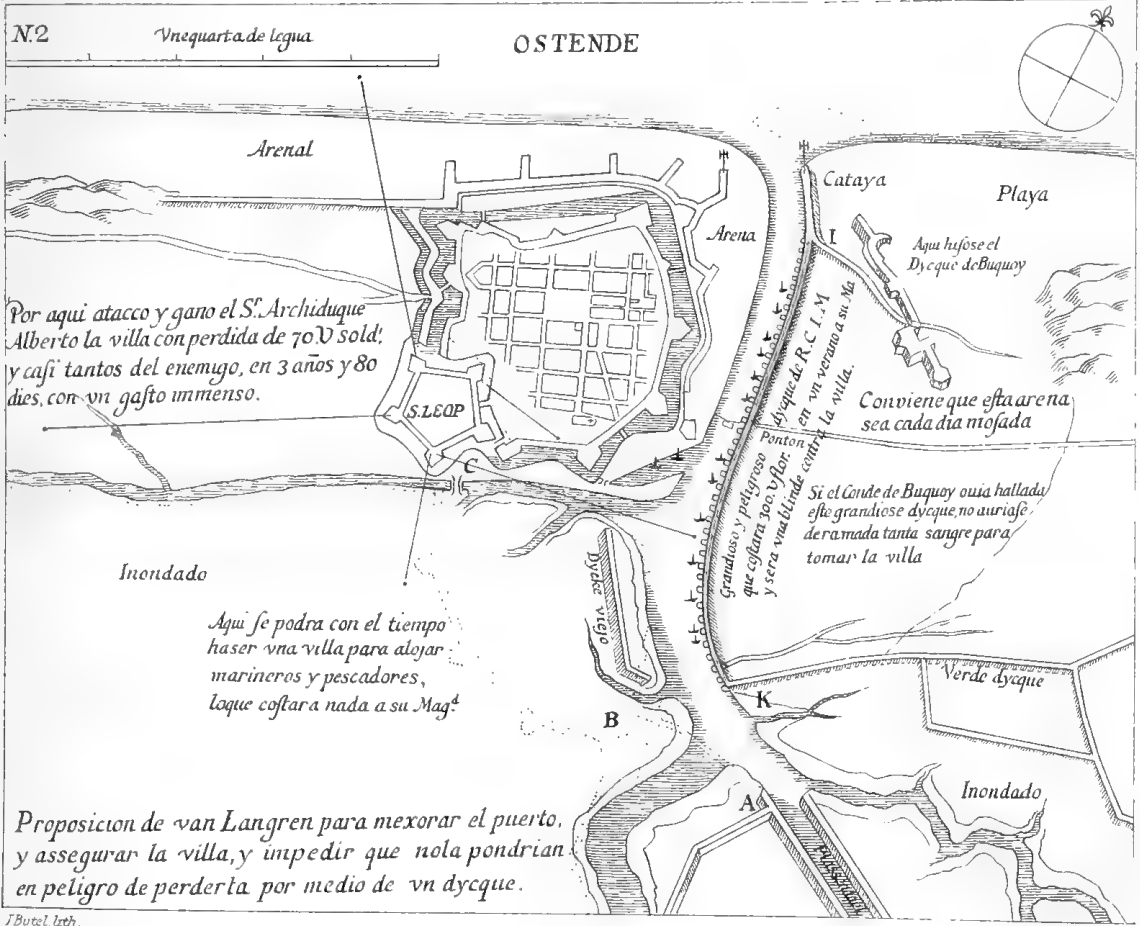 N.2
Vnequarta de legua
OSTENDE
Arenal
Cataya
Playa
Arena
I
Aqui hisose el
Dycque de Buquoy
Por aqui atacco y gano el Sr. Archiduque
Alberto la villa con perdida de 70.V sold.
y casi tantos del enemigo, en 3 años y 80
dies, con vn gasto immenso.
S.LEOP
C
Conviene que esta arena
sea cada dia mosada
Ponton
Grandioso y peligroso dycque de R.C.I.M
que costara 300.V flor. en vn verano a su Ma
y sera vnablinde contra la villa.
Si el Conde de Buquoy ouia hallada
este grandiose dycque, no auriase
deramada tanta sangre para
tomar la villa
Inondado
Dycke viejo
Aqui se podra con el tiempo
haser vna villa para alojar
marineros y pescadores,
loque costara nada a su Magd
B
K
Verde dycque
A
Inondado
Proposicion de van Langren para mexorar el puerto,
y assegurar la villa, y impedir que nola pondrian
en peligro de perderla por medio de vn dycque.
J Butel. lith.